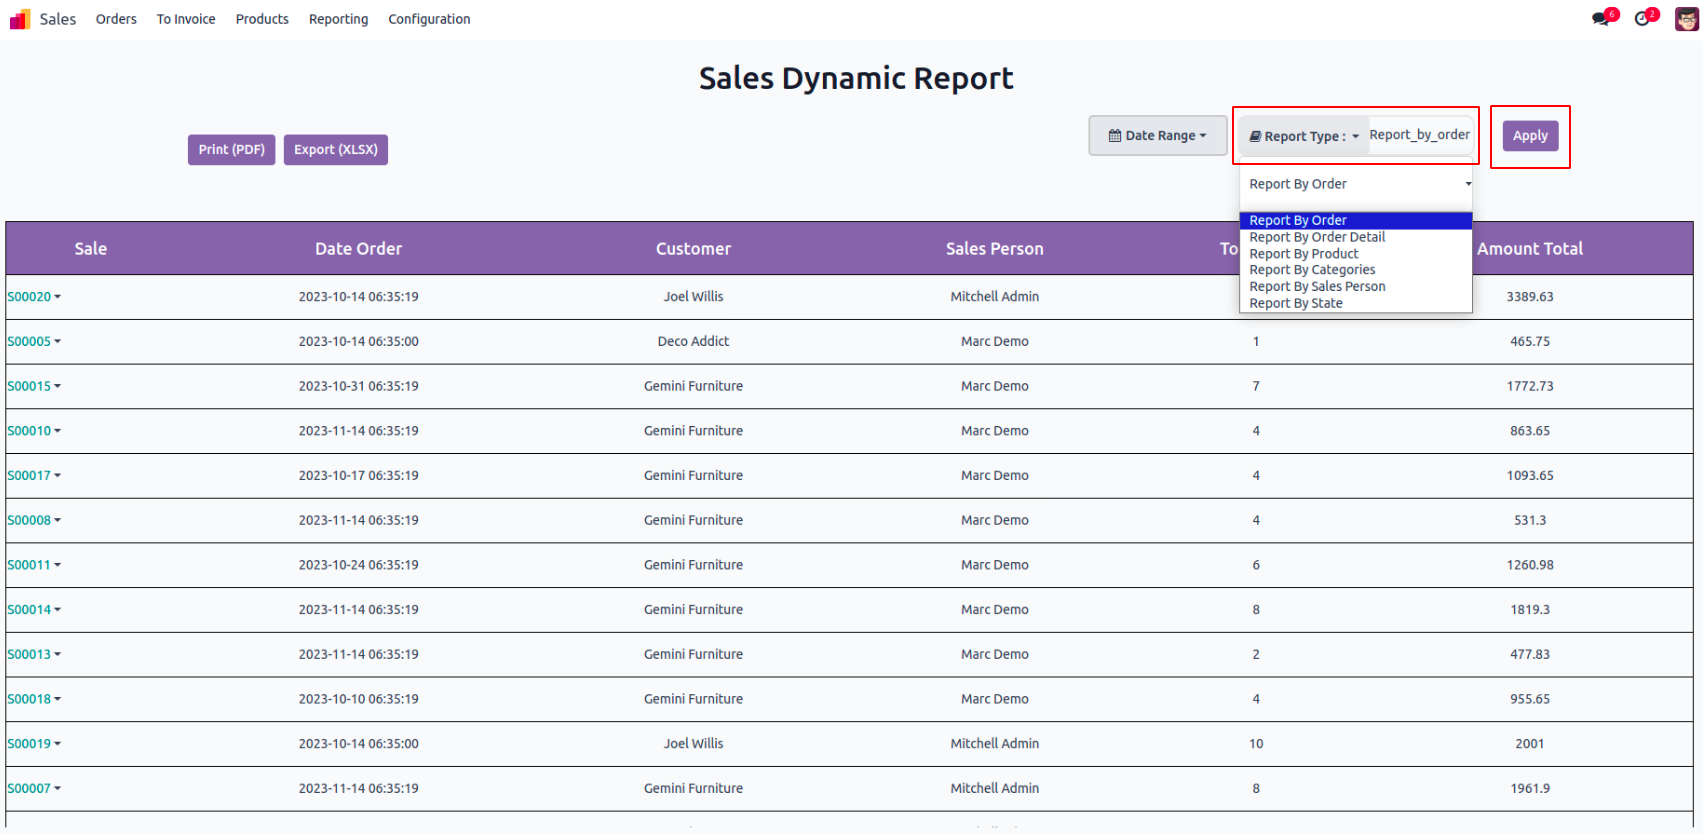 Sales Orders To Invoice Products Reporting Configuration 6 2
Sales Dynamic Report
Print (PDF) Export (XLSX) Date Range Report Type : Report_by_order Apply
Report By Order
Report By Order
Report By Order Detail
Report By Product
Report By Categories
Report By Sales Person
Report By State
Sale Date Order Customer Sales Person To Amount Total
S00020 2023-10-14 06:35:19 Joel Willis Mitchell Admin 3389.63
S00005 2023-10-14 06:35:00 Deco Addict Marc Demo 1 465.75
S00015 2023-10-31 06:35:19 Gemini Furniture Marc Demo 7 1772.73
S00010 2023-11-14 06:35:19 Gemini Furniture Marc Demo 4 863.65
S00017 2023-10-17 06:35:19 Gemini Furniture Marc Demo 4 1093.65
S00008 2023-11-14 06:35:19 Gemini Furniture Marc Demo 4 531.3
S00011 2023-10-24 06:35:19 Gemini Furniture Marc Demo 6 1260.98
S00014 2023-11-14 06:35:19 Gemini Furniture Marc Demo 8 1819.3
S00013 2023-11-14 06:35:19 Gemini Furniture Marc Demo 2 477.83
S00018 2023-10-10 06:35:19 Gemini Furniture Marc Demo 4 955.65
S00019 2023-10-14 06:35:00 Joel Willis Mitchell Admin 10 2001
S00007 2023-11-14 06:35:19 Gemini Furniture Mitchell Admin 8 1961.9